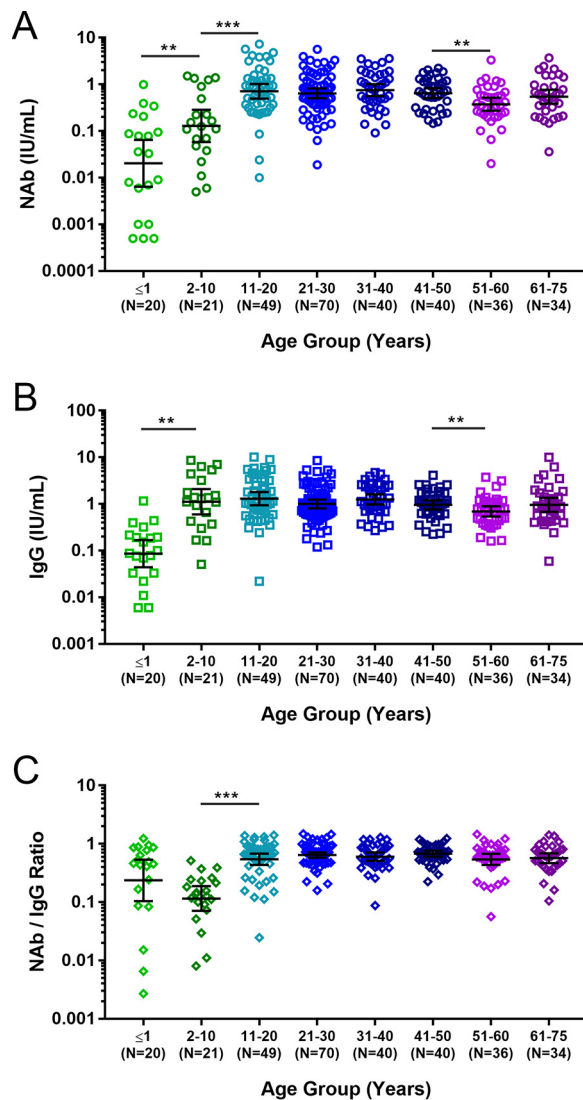 A
** *** **
10
1
0.1
0.01
0.001
0.0001
NAb (IU/mL)
≤1 2-10 11-20 21-30 31-40 41-50 51-60 61-75
(N=20) (N=21) (N=49) (N=70) (N=40) (N=40) (N=36) (N=34)
Age Group (Years)
B
** **
100
10
1
0.1
0.01
0.001
IgG (IU/mL)
≤1 2-10 11-20 21-30 31-40 41-50 51-60 61-75
(N=20) (N=21) (N=49) (N=70) (N=40) (N=40) (N=36) (N=34)
Age Group (Years)
C
***
10
1
0.1
0.01
0.001
NAb / IgG Ratio
≤1 2-10 11-20 21-30 31-40 41-50 51-60 61-75
(N=20) (N=21) (N=49) (N=70) (N=40) (N=40) (N=36) (N=34)
Age Group (Years)